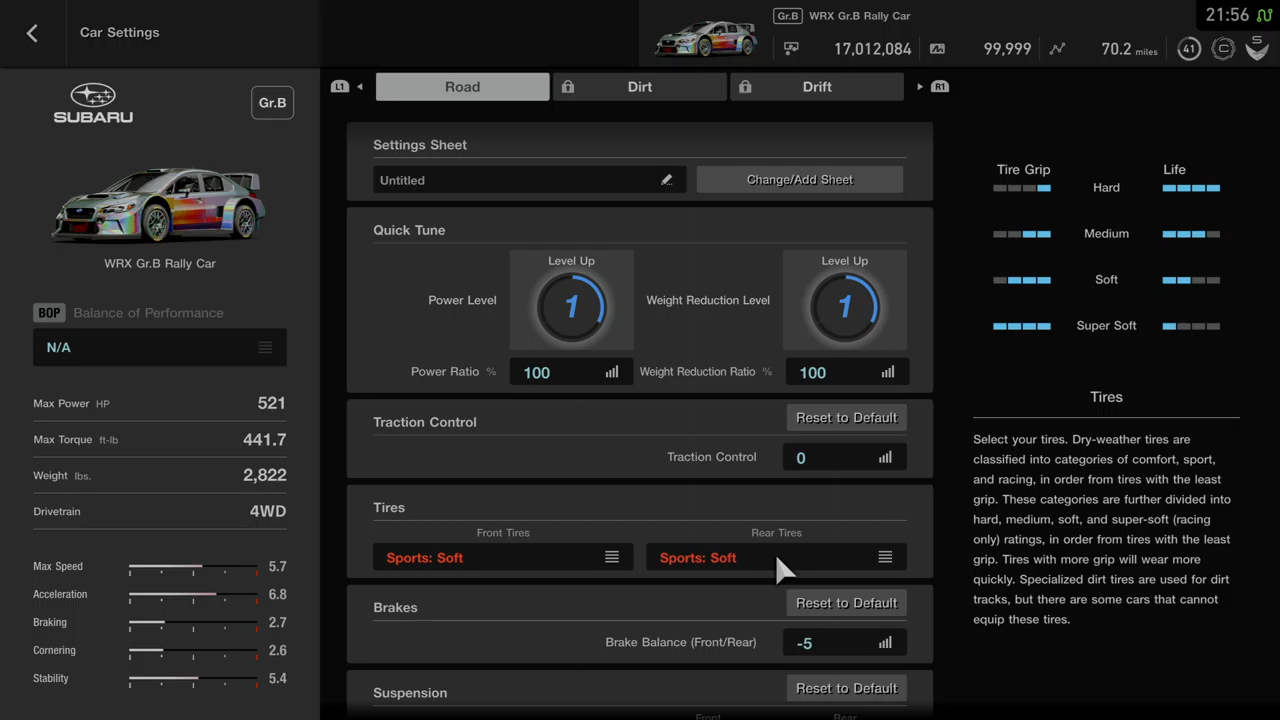 Car Settings
Gr.B WRX Gr.B Rally Car
21:56
17,012,084
99,999
70.2 miles
41
C
S
SUBARU
Gr.B
WRX Gr.B Rally Car
BOP Balance of Performance
N/A
Max Power HP 521
Max Torque ft-lb 441.7
Weight lbs. 2,822
Drivetrain 4WD
Max Speed 5.7
Acceleration 6.8
Braking 2.7
Cornering 2.6
Stability 5.4
L1 Road Dirt Drift R1
Settings Sheet
Untitled Change/Add Sheet
Quick Tune
Level Up Level Up
Power Level 1 Weight Reduction Level 1
Power Ratio % 100 Weight Reduction Ratio % 100
Traction Control Reset to Default
Traction Control 0
Tires
Front Tires Rear Tires
Sports: Soft Sports: Soft
Brakes Reset to Default
Brake Balance (Front/Rear) -5
Suspension Reset to Default
Front Rear
Tire Grip Life
Hard
Medium
Soft
Super Soft
Tires
Select your tires. Dry-weather tires are
classified into categories of comfort, sport,
and racing, in order from tires with the least
grip. These categories are further divided into
hard, medium, soft, and super-soft (racing
only) ratings, in order from tires with the least
grip. Tires with more grip will wear more
quickly. Specialized dirt tires are used for dirt
tracks, but there are some cars that cannot
equip these tires.